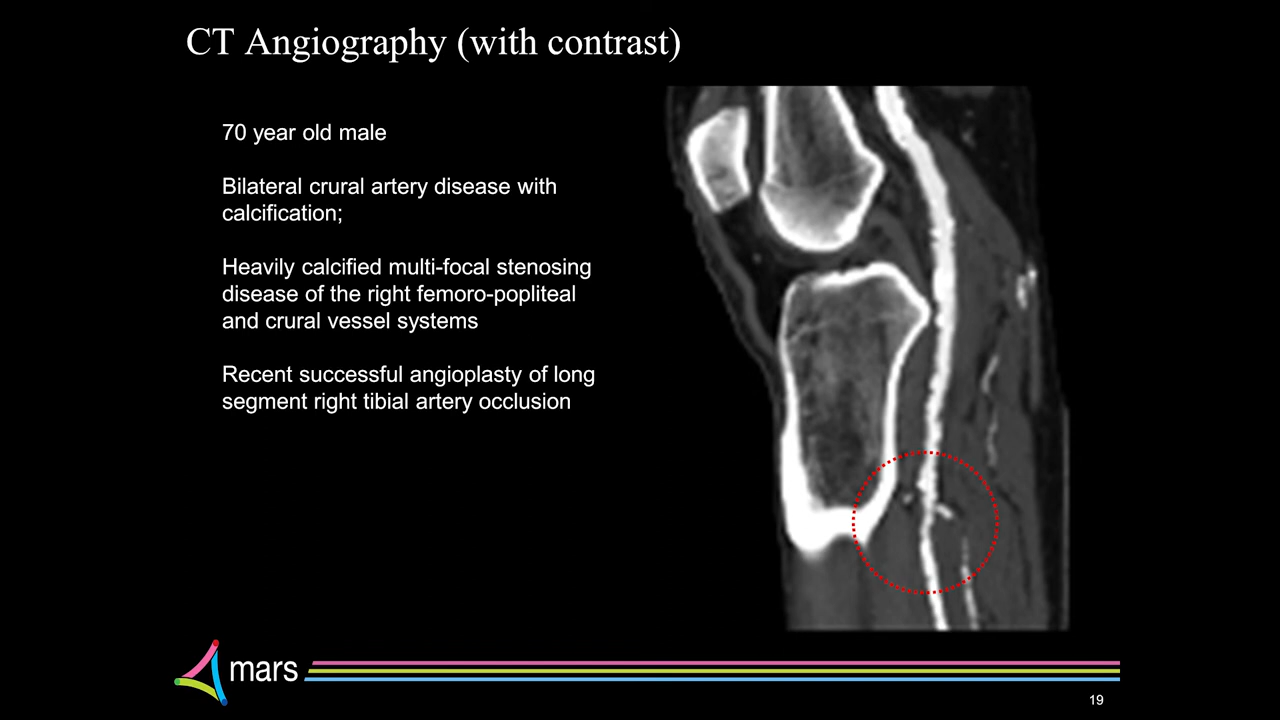 CT Angiography (with contrast)
70 year old male
Bilateral crural artery disease with
calcification;
Heavily calcified multi-focal stenosing
disease of the right femoro-popliteal
and crural vessel systems
Recent successful angioplasty of long
segment right tibial artery occlusion
mars
19